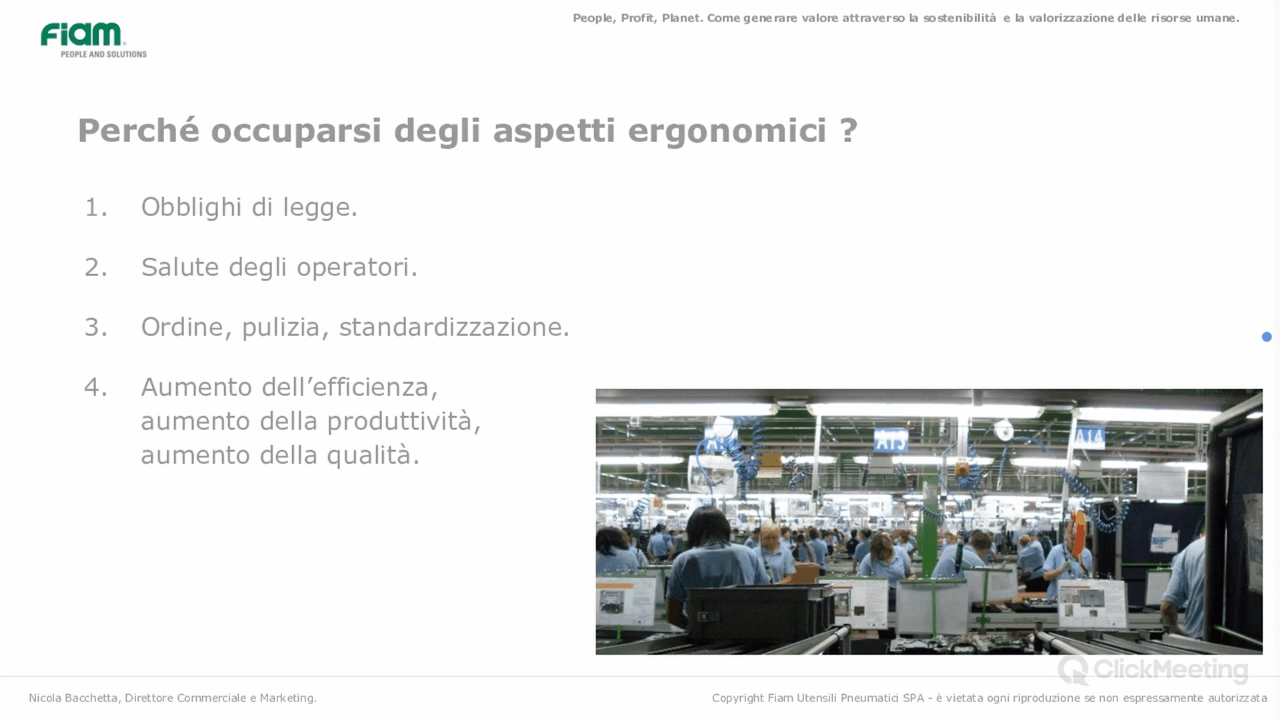 People, Profit, Planet. Come generare valore attraverso la sostenibilità e la valorizzazione delle risorse umane.
Fiam
PEOPLE AND SOLUTIONS
Perché occuparsi degli aspetti ergonomici ?
1. Obblighi di legge.
2. Salute degli operatori.
3. Ordine, pulizia, standardizzazione.
4. Aumento dell’efficienza,
aumento della produttività,
aumento della qualità.
A14
ClickMeeting
Nicola Bacchetta, Direttore Commerciale e Marketing.
Copyright Fiam Utensili Pneumatici SPA - è vietata ogni riproduzione se non espressamente autorizzata